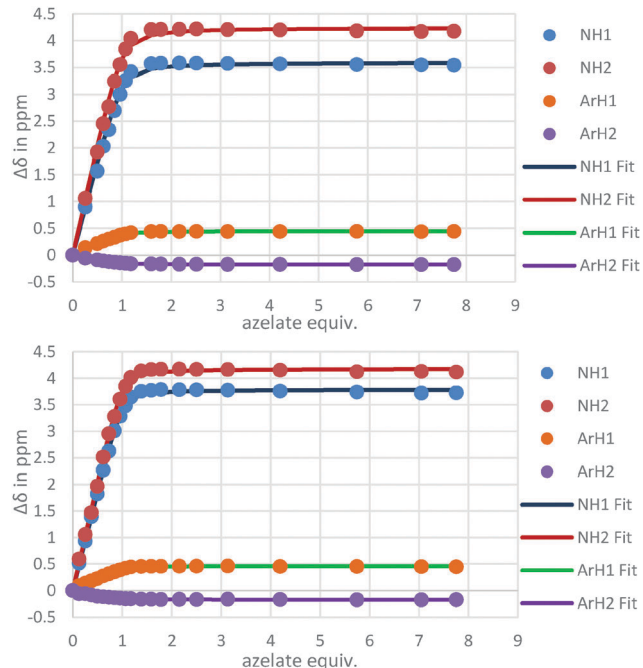 4.5
4
3.5
3
2.5
2
1.5
1
0.5
0
-0.5
Δδ in ppm
0 1 2 3 4 5 6 7 8 9
azelate equiv.
NH1
NH2
ArH1
ArH2
NH1 Fit
NH2 Fit
ArH1 Fit
ArH2 Fit
4.5
4
3.5
3
2.5
2
1.5
1
0.5
0
-0.5
Δδ in ppm
0 1 2 3 4 5 6 7 8 9
azelate equiv.
NH1
NH2
ArH1
ArH2
NH1 Fit
NH2 Fit
ArH1 Fit
ArH2 Fit